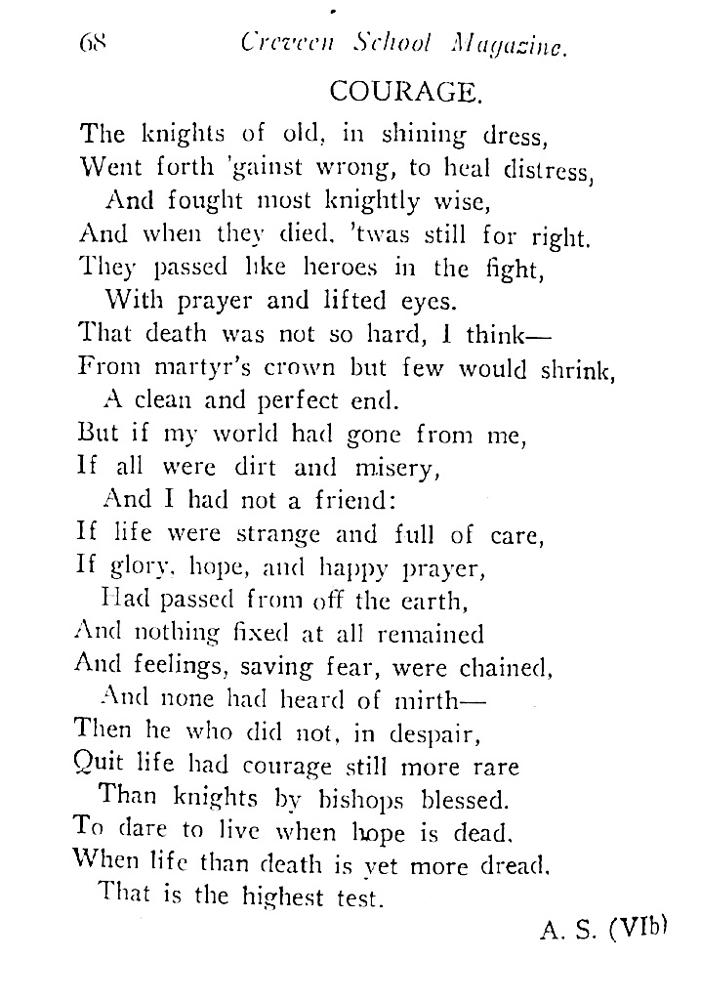 68 Creveen School Magazine.
COURAGE.
The knights of old, in shining dress,
Went forth 'gainst wrong, to heal distress,
And fought most knightly wise,
And when they died, 'twas still for right.
They passed like heroes in the fight,
With prayer and lifted eyes.
That death was not so hard, I think—
From martyr's crown but few would shrink,
A clean and perfect end.
But if my world had gone from me,
If all were dirt and misery,
And I had not a friend:
If life were strange and full of care,
If glory, hope, and happy prayer,
Had passed from off the earth,
And nothing fixed at all remained
And feelings, saving fear, were chained,
And none had heard of mirth—
Then he who did not, in despair,
Quit life had courage still more rare
Than knights by bishops blessed.
To dare to live when hope is dead,
When life than death is yet more dread.
That is the highest test.
A. S. (VIb)